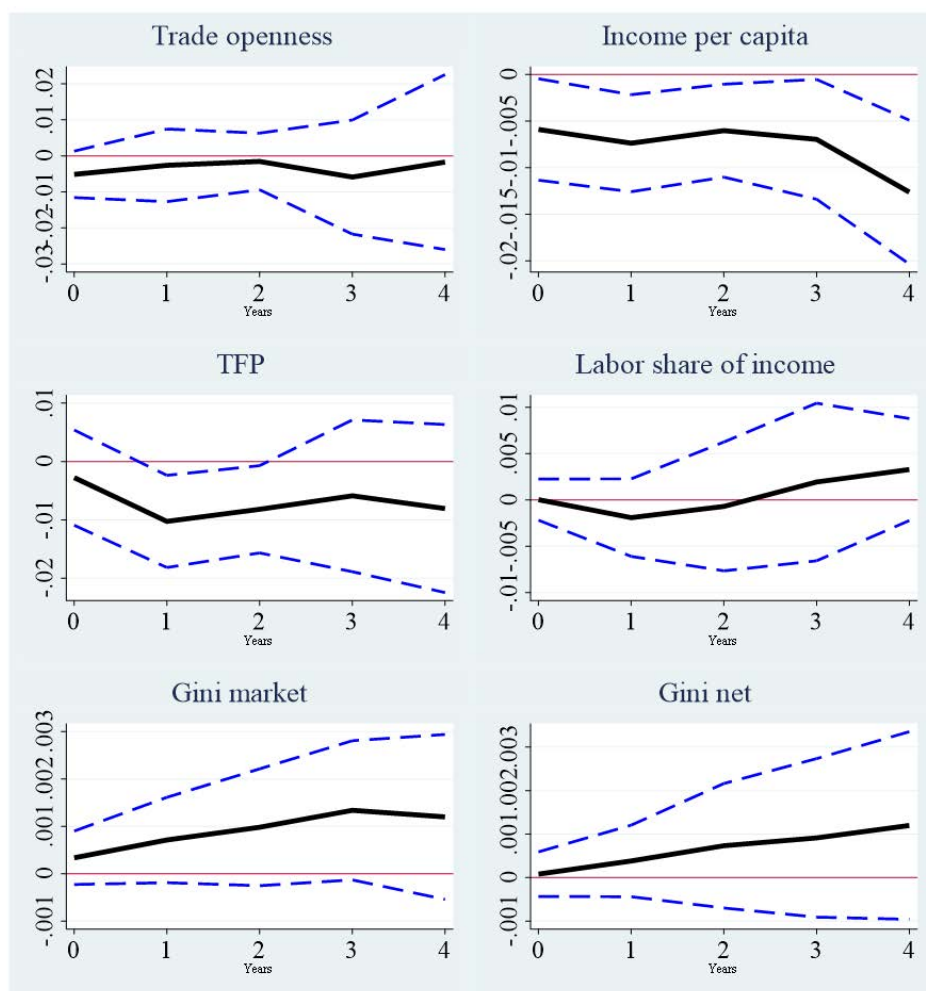 Trade openness
.02
.01
0
-.01
-.02
-.03
0 1 2 3 4
Years
Income per capita
0
-.005
-.01
-.015
-.02
0 1 2 3 4
Years
TFP
.01
0
-.01
-.02
0 1 2 3 4
Years
Labor share of income
.01
.005
0
-.005
-.01
0 1 2 3 4
Years
Gini market
.003
.002
.001
0
-.001
0 1 2 3 4
Years
Gini net
.003
.002
.001
0
-.001
0 1 2 3 4
Years